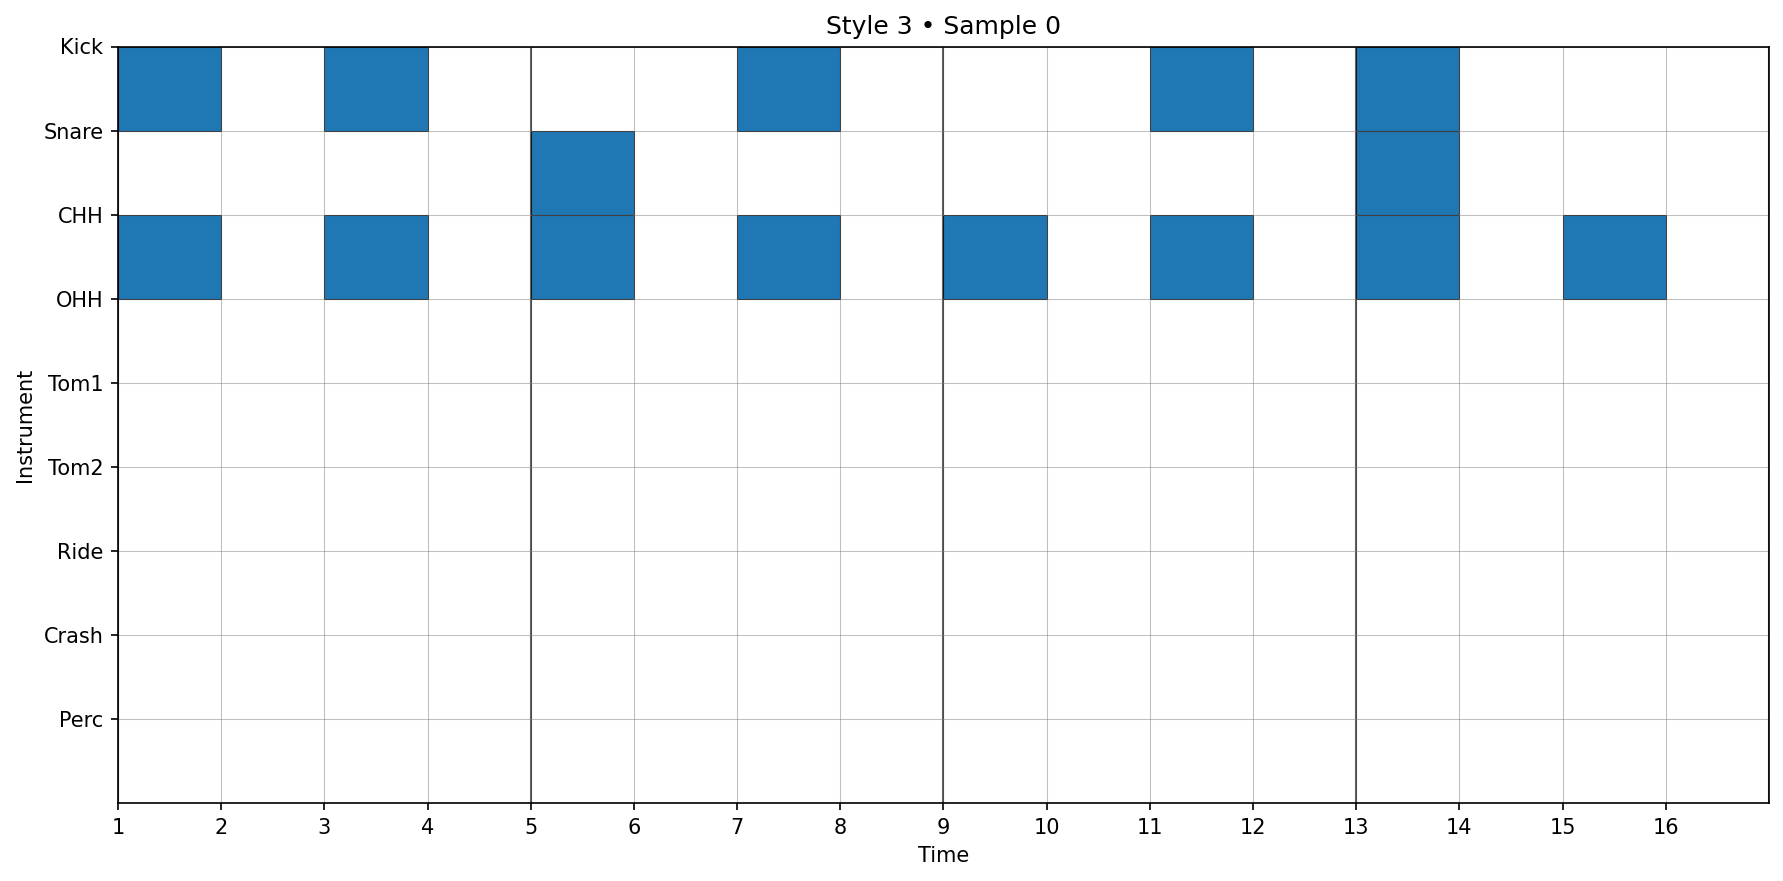 Style 3 • Sample 0
Kick
Snare
CHH
OHH
Tom1
Tom2
Ride
Crash
Perc
Instrument
1 2 3 4 5 6 7 8 9 10 11 12 13 14 15 16
Time